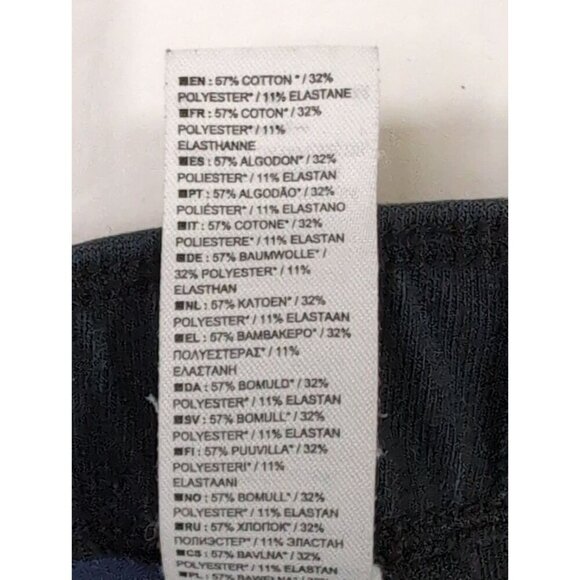 ■EN : 57% COTTON * / 32%
POLYESTER* / 11% ELASTANE
■FR : 57% COTON* / 32%
POLYESTER* / 11%
ELASTHANNE
■ES : 57% ALGODON* / 32%
POLIESTER* / 11% ELASTAN
■PT : 57% ALGODÃO* / 32%
POLIÉSTER* / 11% ELASTANO
■IT : 57% COTONE* / 32%
POLIESTERE* / 11% ELASTAN
■DE : 57% BAUMWOLLE* /
32% POLYESTER* / 11%
ELASTHAN
■NL : 57% KATOEN* / 32%
POLYESTER* / 11% ELASTAAN
■EL : 57% ΒΑΜΒΑΚΕΡΟ* / 32%
ΠΟΛΥΕΣΤΕΡΑΣ* / 11%
ΕΛΑΣΤΑΝΗ
■DA : 57% BOMULD* / 32%
POLYESTER* / 11% ELASTAN
■SV : 57% BOMULL* / 32%
POLYESTER* / 11% ELASTAN
■FI : 57% PUUVILLA* / 32%
POLYESTERI* / 11%
ELASTAANI
■NO : 57% BOMULL* / 32%
POLYESTER* / 11% ELASTAN
■RU : 57% ХЛОПОК* / 32%
ПОЛИЭСТЕР* / 11% ЭЛАСТАН
■CS : 57% BAVLNA* / 32%
POLYESTER* / 11% ELASTAN
■PL : 57% BAWEŁNA* / 32%